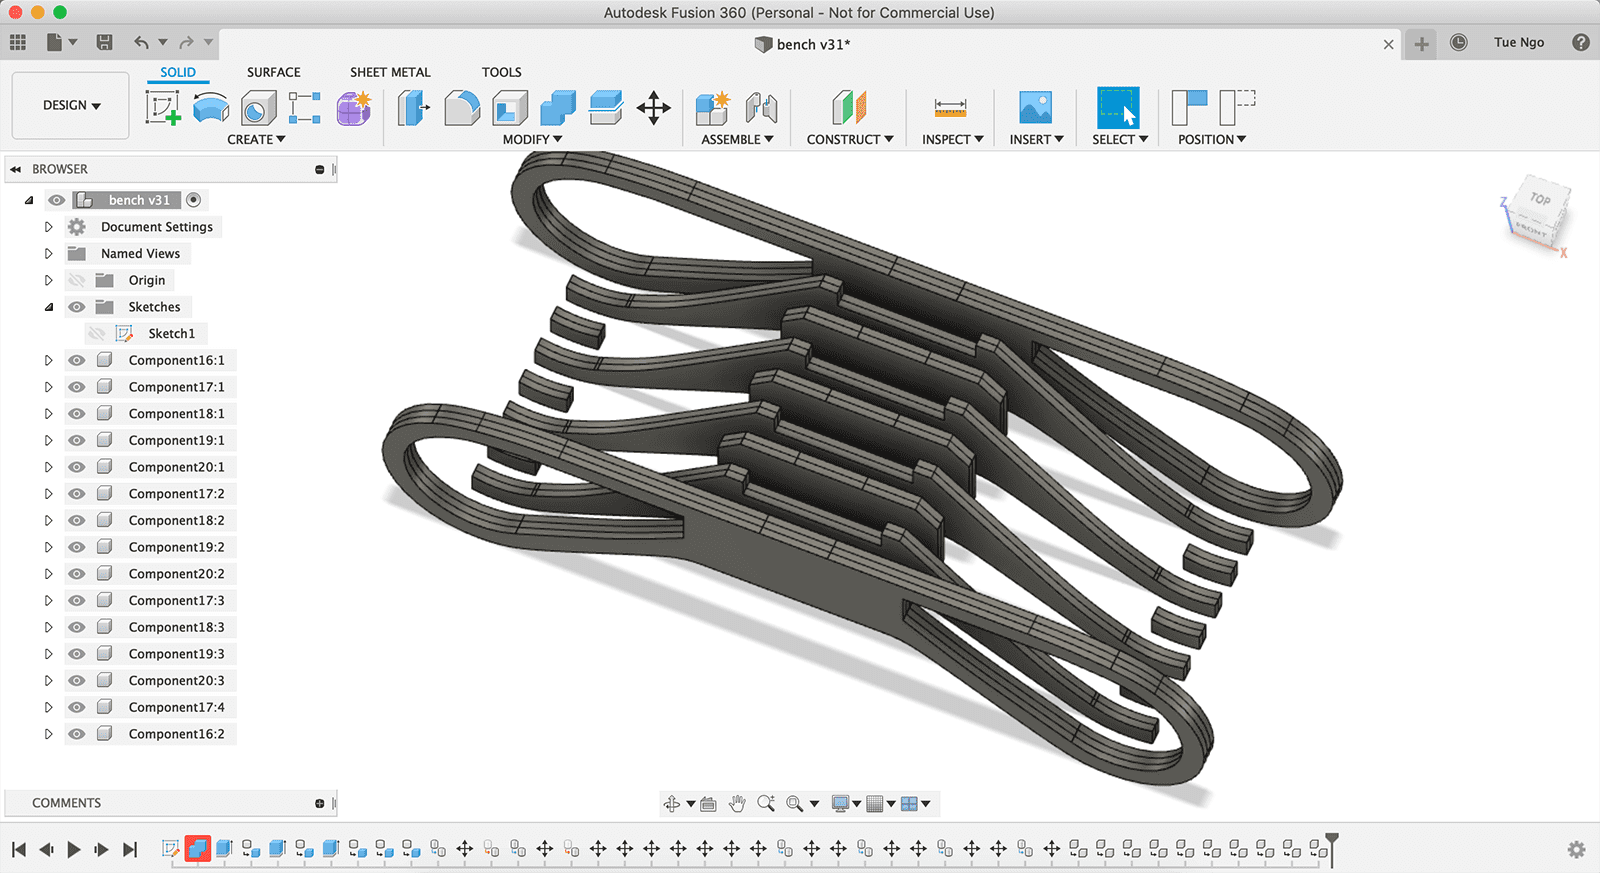 Autodesk Fusion 360 (Personal - Not for Commercial Use)
bench v31*
Tue Ngo
?
SOLID SURFACE SHEET METAL TOOLS
DESIGN
CREATE MODIFY ASSEMBLE CONSTRUCT INSPECT INSERT SELECT POSITION
BROWSER
bench v31
Document Settings
Named Views
Origin
Sketches
Sketch1
Component16:1
Component17:1
Component18:1
Component19:1
Component20:1
Component17:2
Component18:2
Component19:2
Component20:2
Component17:3
Component18:3
Component19:3
Component20:3
Component17:4
Component16:2
TOP
Z
FRONT
X
COMMENTS